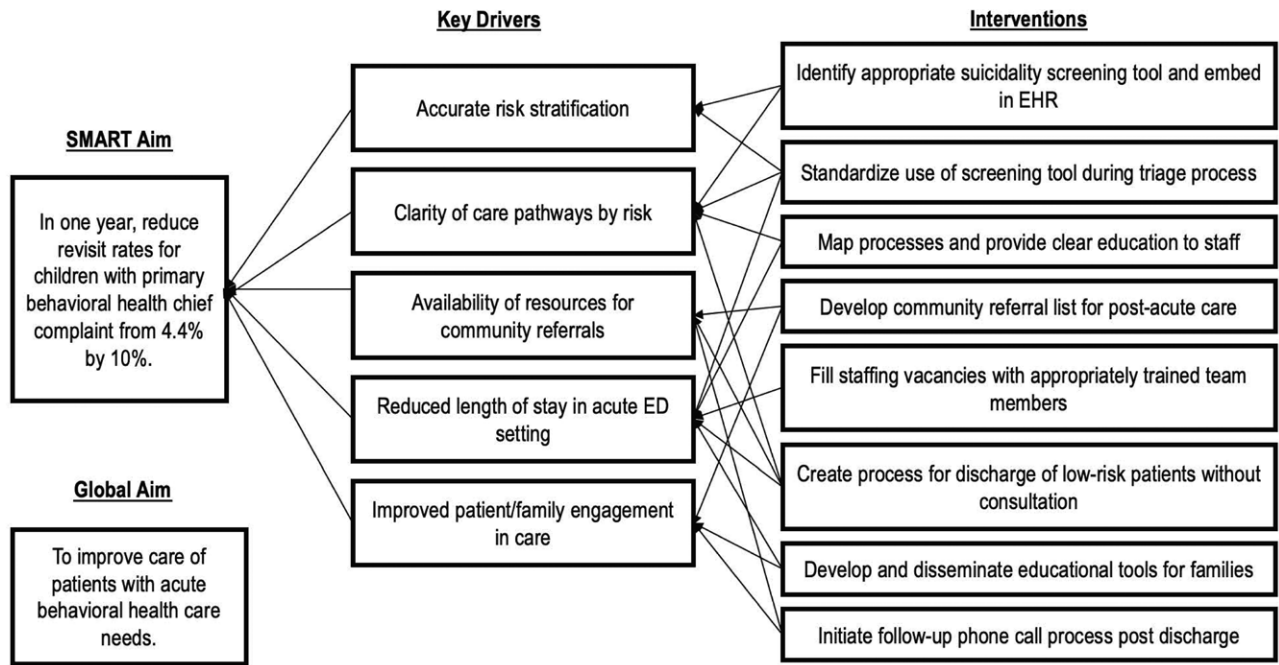 Key Drivers
Interventions
SMART Aim
In one year, reduce
revisit rates for
children with primary
behavioral health chief
complaint from 4.4%
by 10%.
Global Aim
To improve care of
patients with acute
behavioral health care
needs.
Accurate risk stratification
Clarity of care pathways by risk
Availability of resources for
community referrals
Reduced length of stay in acute ED
setting
Improved patient/family engagement
in care
Identify appropriate suicidality screening tool and embed
in EHR
Standardize use of screening tool during triage process
Map processes and provide clear education to staff
Develop community referral list for post-acute care
Fill staffing vacancies with appropriately trained team
members
Create process for discharge of low-risk patients without
consultation
Develop and disseminate educational tools for families
Initiate follow-up phone call process post discharge